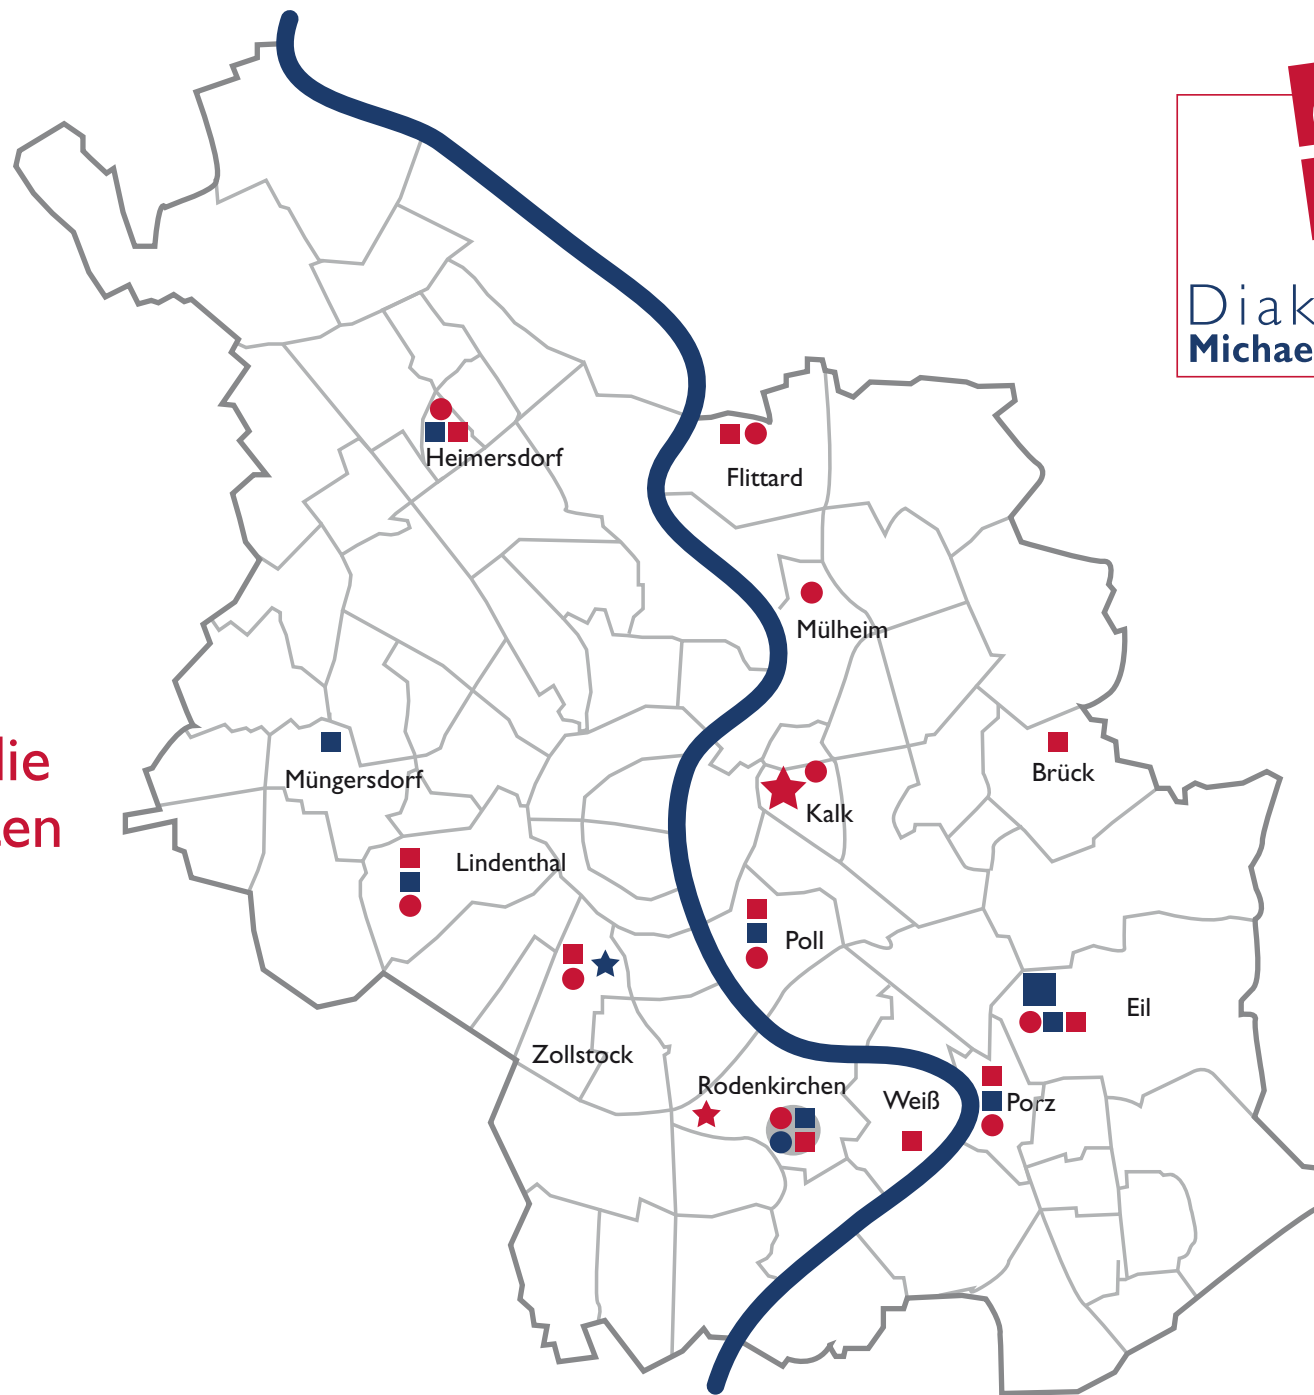 Diak
Michae
Heimersdorf
Flittard
Mülheim
lie
en
Müngersdorf
Brück
Kalk
Lindenthal
Poll
Eil
Zollstock
Rodenkirchen
Weiß
Porz